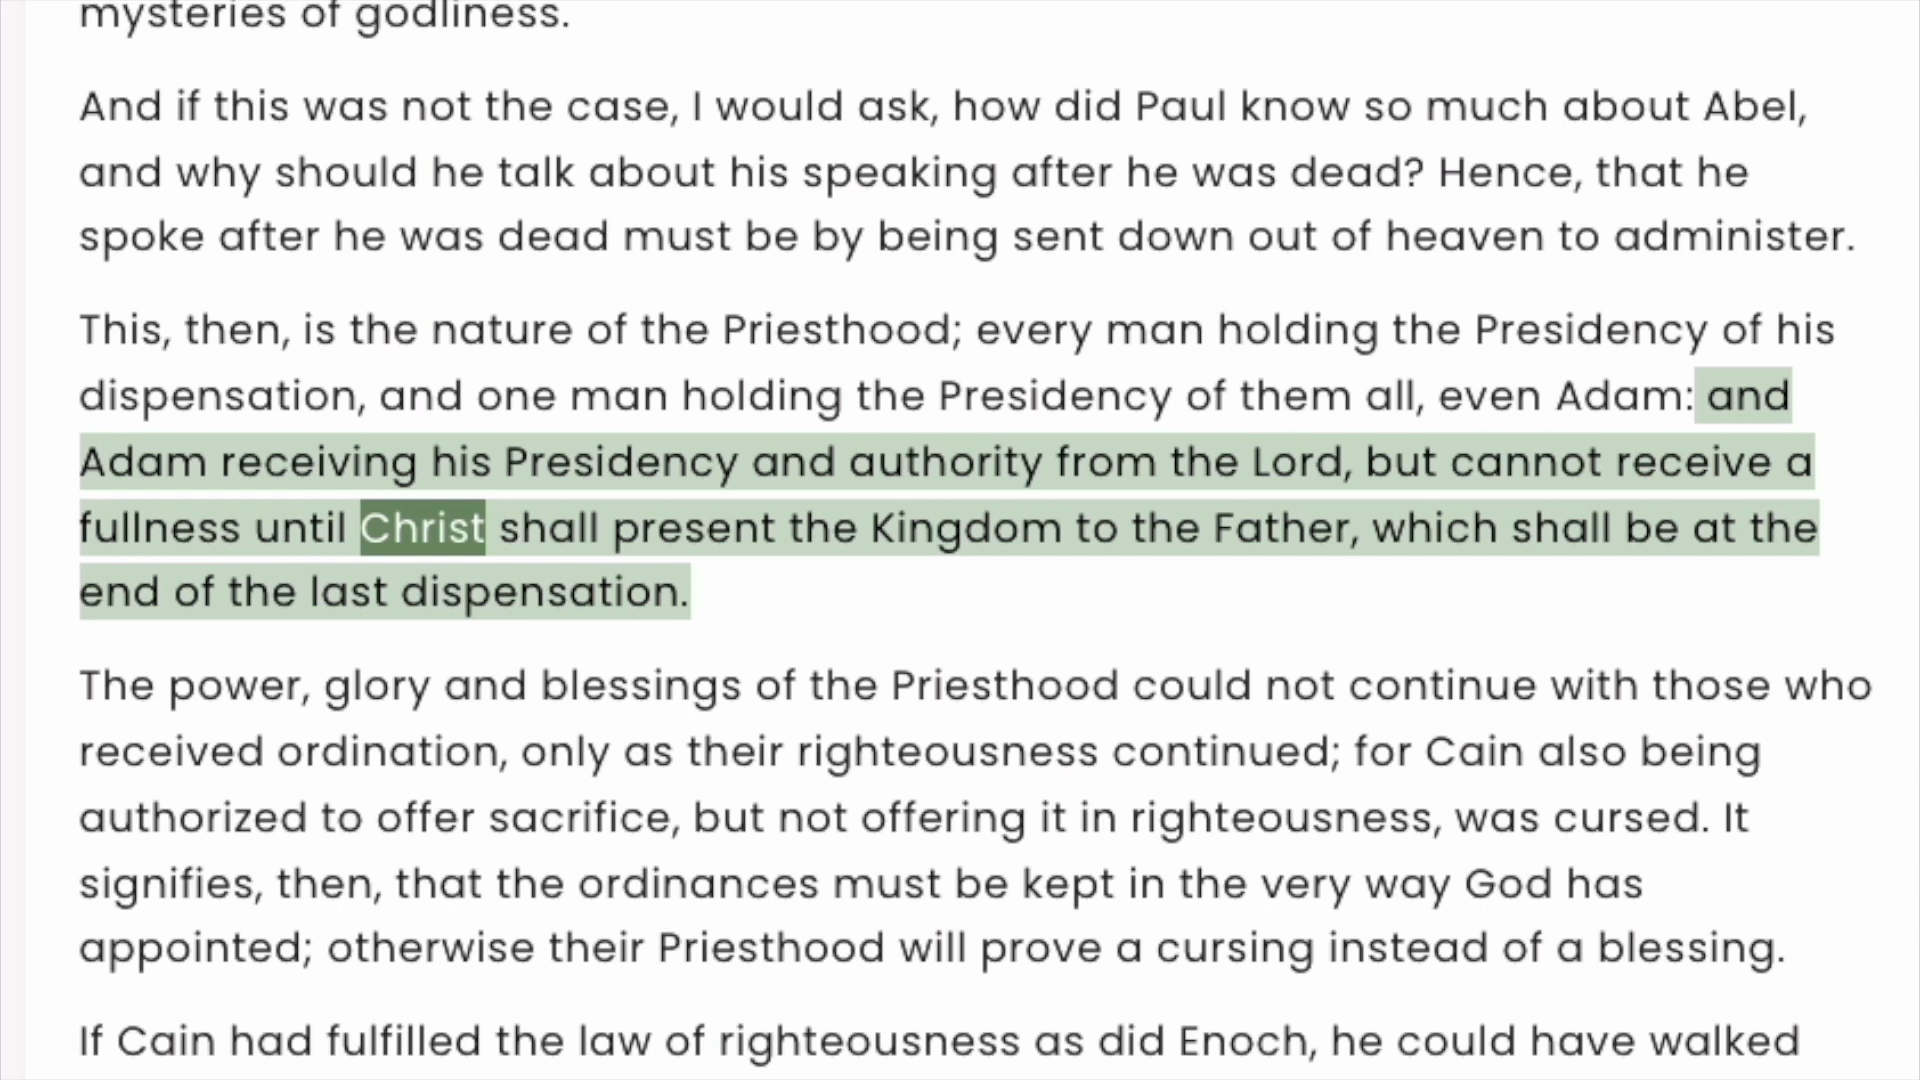 mysteries of godliness.
And if this was not the case, I would ask, how did Paul know so much about Abel,
and why should he talk about his speaking after he was dead? Hence, that he
spoke after he was dead must be by being sent down out of heaven to administer.
This, then, is the nature of the Priesthood; every man holding the Presidency of his
dispensation, and one man holding the Presidency of them all, even Adam: and
Adam receiving his Presidency and authority from the Lord, but cannot receive a
fullness until Christ shall present the Kingdom to the Father, which shall be at the
end of the last dispensation.
The power, glory and blessings of the Priesthood could not continue with those who
received ordination, only as their righteousness continued; for Cain also being
authorized to offer sacrifice, but not offering it in righteousness, was cursed. It
signifies, then, that the ordinances must be kept in the very way God has
appointed; otherwise their Priesthood will prove a cursing instead of a blessing.
If Cain had fulfilled the law of righteousness as did Enoch, he could have walked